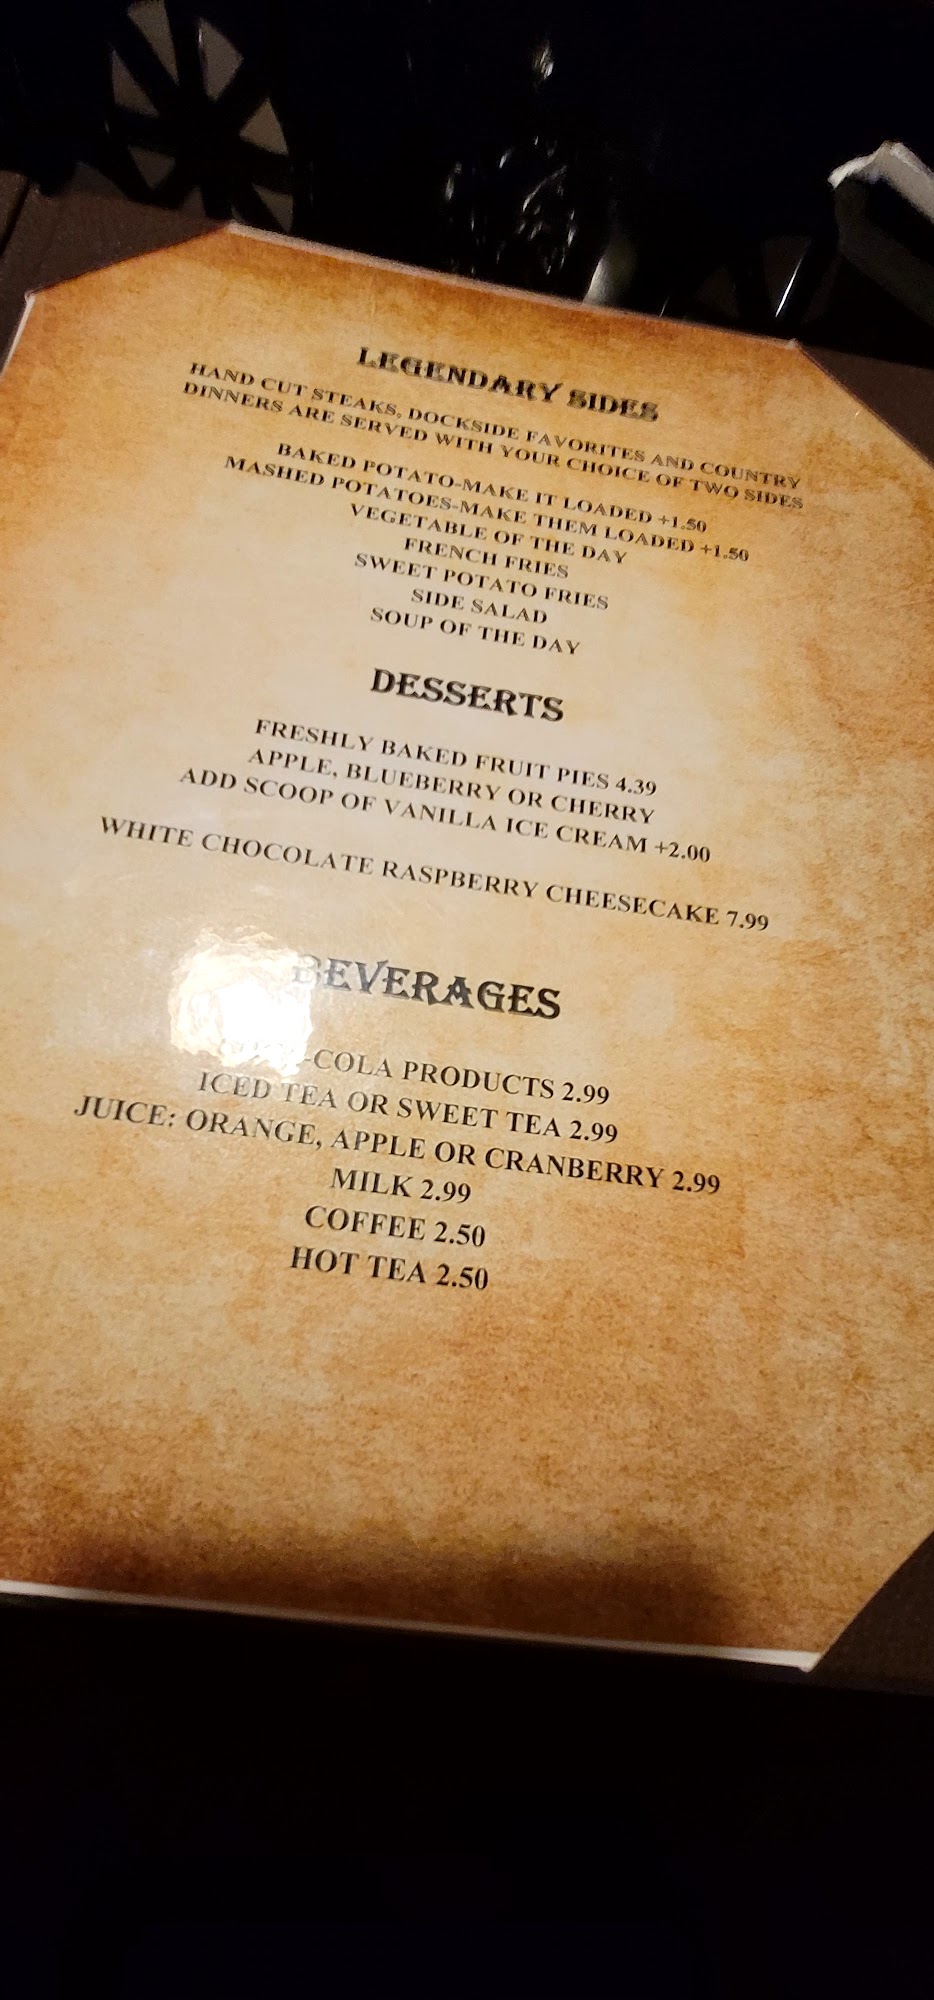 LEGENDARY SIDES
HAND CUT STEAKS, DOCKSIDE FAVORITES AND COUNTRY
DINNERS ARE SERVED WITH YOUR CHOICE OF TWO SIDES
BAKED POTATO-MAKE IT LOADED +1.50
MASHED POTATOES-MAKE THEM LOADED +1.50
VEGETABLE OF THE DAY
FRENCH FRIES
SWEET POTATO FRIES
SIDE SALAD
SOUP OF THE DAY
DESSERTS
FRESHLY BAKED FRUIT PIES 4.39
APPLE, BLUEBERRY OR CHERRY
ADD SCOOP OF VANILLA ICE CREAM +2.00
WHITE CHOCOLATE RASPBERRY CHEESECAKE 7.99
BEVERAGES
-COLA PRODUCTS 2.99
ICED TEA OR SWEET TEA 2.99
JUICE: ORANGE, APPLE OR CRANBERRY 2.99
MILK 2.99
COFFEE 2.50
HOT TEA 2.50